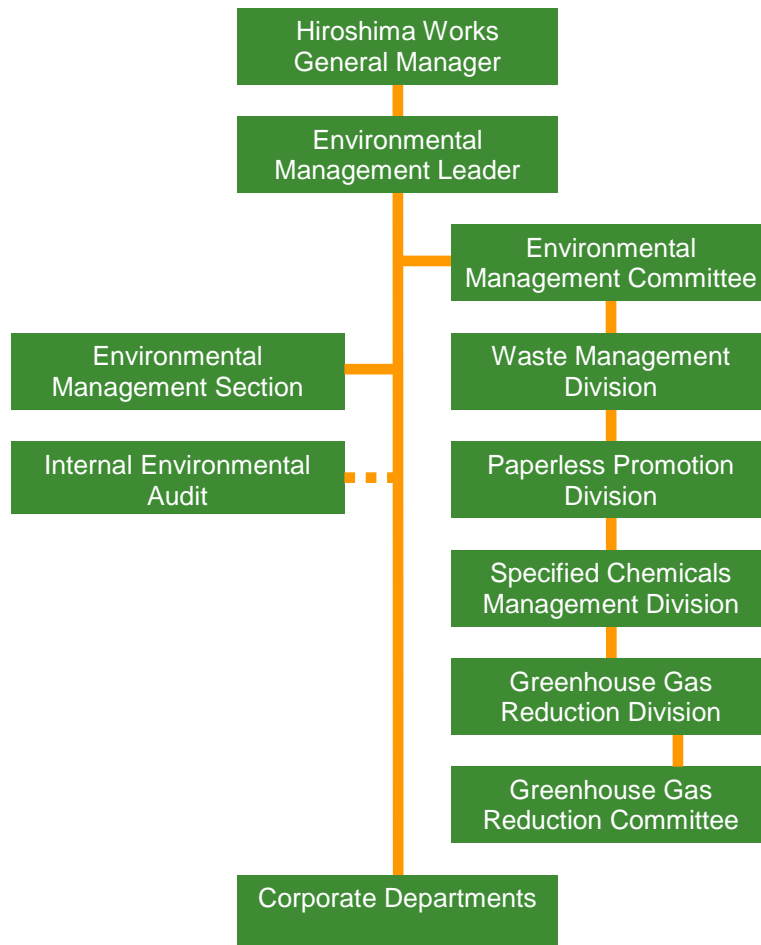 Hiroshima Works
General Manager
Environmental
Management Leader
Environmental
Management Committee
Environmental
Management Section
Waste Management
Division
Internal Environmental
Audit
Paperless Promotion
Division
Specified Chemicals
Management Division
Greenhouse Gas
Reduction Division
Greenhouse Gas
Reduction Committee
Corporate Departments